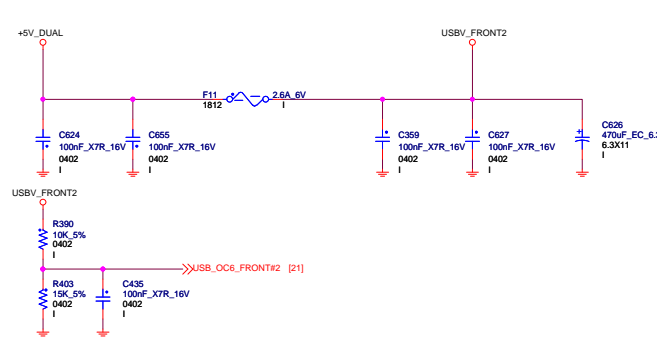 +5V_DUAL
USBV_FRONT2
F11
1812
2.6A_6V
I
C624
100nF_X7R_16V
0402
I
C655
100nF_X7R_16V
0402
I
C359
100nF_X7R_16V
0402
I
C627
100nF_X7R_16V
0402
I
C626
470uF_EC_6.
6.3X11
I
USBV_FRONT2
R390
10K_5%
0402
I
USB_OC6_FRONT#2 [21]
R403
15K_5%
0402
I
C435
100nF_X7R_16V
0402
I